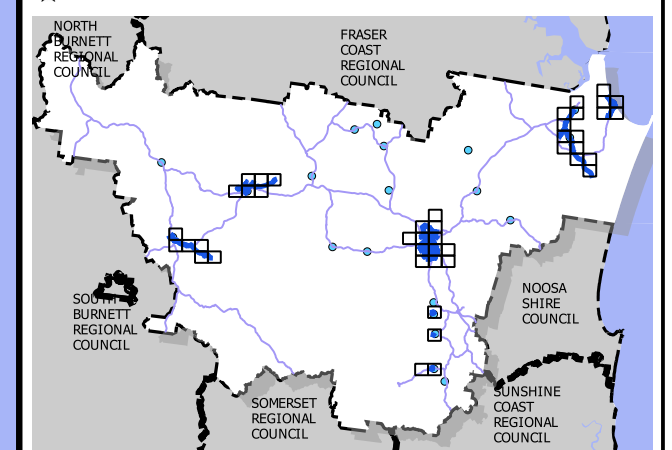 NORTH
BURNETT
REGIONAL
COUNCIL
FRASER
COAST
REGIONAL
COUNCIL
SOUTH
BURNETT
REGIONAL
COUNCIL
NOOSA
SHIRE
COUNCIL
SOMERSET
REGIONAL
COUNCIL
SUNSHINE
COAST
REGIONAL
COUNCIL